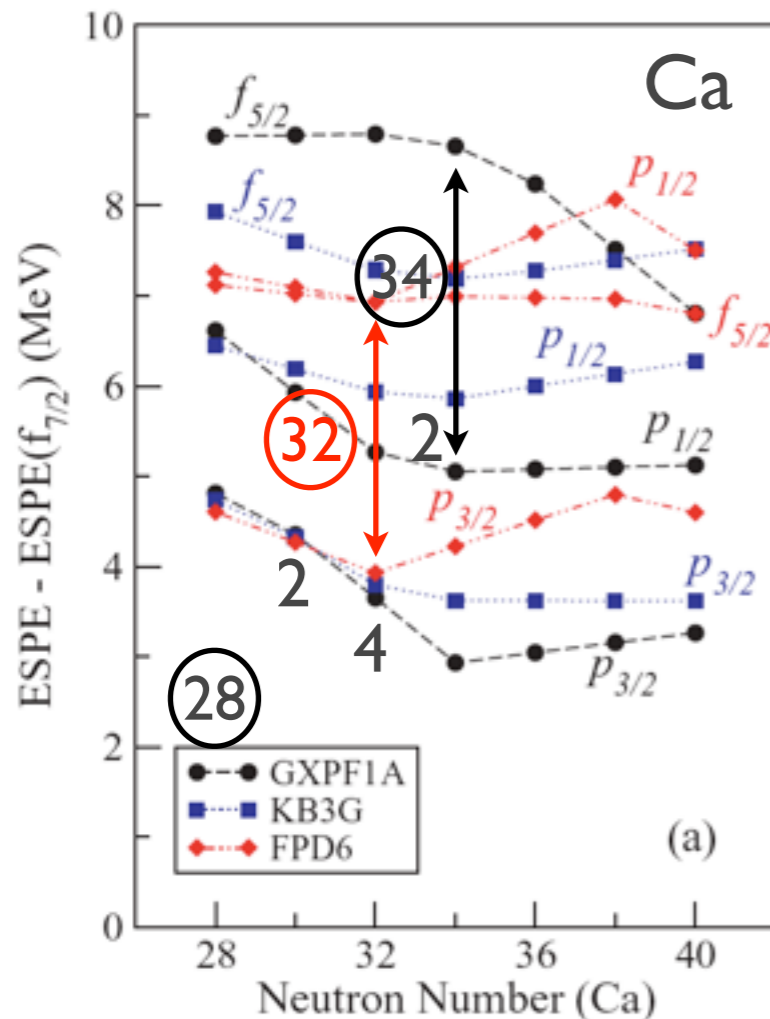 10
8
6
4
2
0
28
32
36
40
ESPE - ESPE(f7/2) (MeV)
Neutron Number (Ca)
Ca
f5/2
f5/2
p1/2
34
f5/2
p1/2
32
2
p1/2
p3/2
2
p3/2
4
p3/2
28
GXPF1A
KB3G
FPD6
(a)